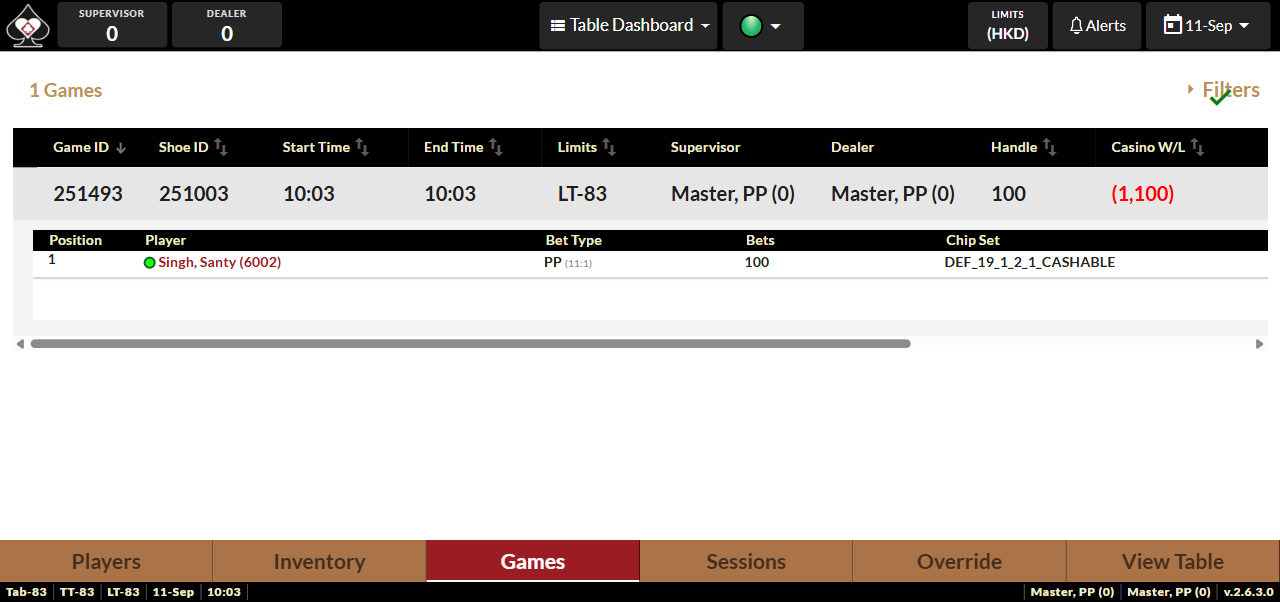 SUPERVISOR
0
DEALER
0
Table Dashboard
LIMITS
(HKD)
Alerts
11-Sep
1 Games
Filters
Game ID Shoe ID Start Time End Time Limits Supervisor Dealer Handle Casino W/L
251493 251003 10:03 10:03 LT-83 Master, PP (0) Master, PP (0) 100 (1,100)
Position Player Bet Type Bets Chip Set
1 Singh, Santy (6002) PP (11:1) 100 DEF_19_1_2_1_CASHABLE
Players Inventory Games Sessions Override View Table
Tab-83 TT-83 LT-83 11-Sep 10:03 Master, PP (0) Master, PP (0) v.2.6.3.0